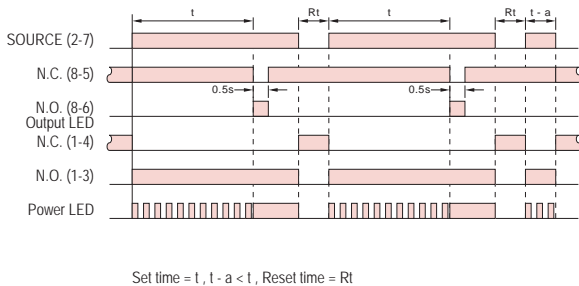 t Rt t Rt t - a
SOURCE (2-7)
N.C. (8-5)
0.5s 0.5s
N.O. (8-6)
Output LED
N.C. (1-4)
N.O. (1-3)
Power LED
Set time = t , t - a < t , Reset time = Rt